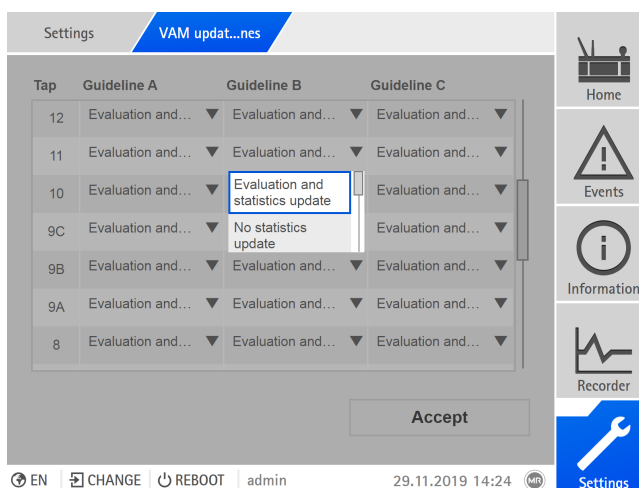 Settings
VAM updat...nes
Tap Guideline A Guideline B Guideline C
12 Evaluation and... Evaluation and... Evaluation and...
11 Evaluation and... Evaluation and... Evaluation and...
10 Evaluation and... Evaluation and statistics update Evaluation and...
9C Evaluation and... No statistics update Evaluation and...
9B Evaluation and... Evaluation and... Evaluation and...
9A Evaluation and... Evaluation and... Evaluation and...
8 Evaluation and... Evaluation and... Evaluation and...
Accept
Home
Events
Information
Recorder
Settings
EN CHANGE REBOOT admin 29.11.2019 14:24 MR